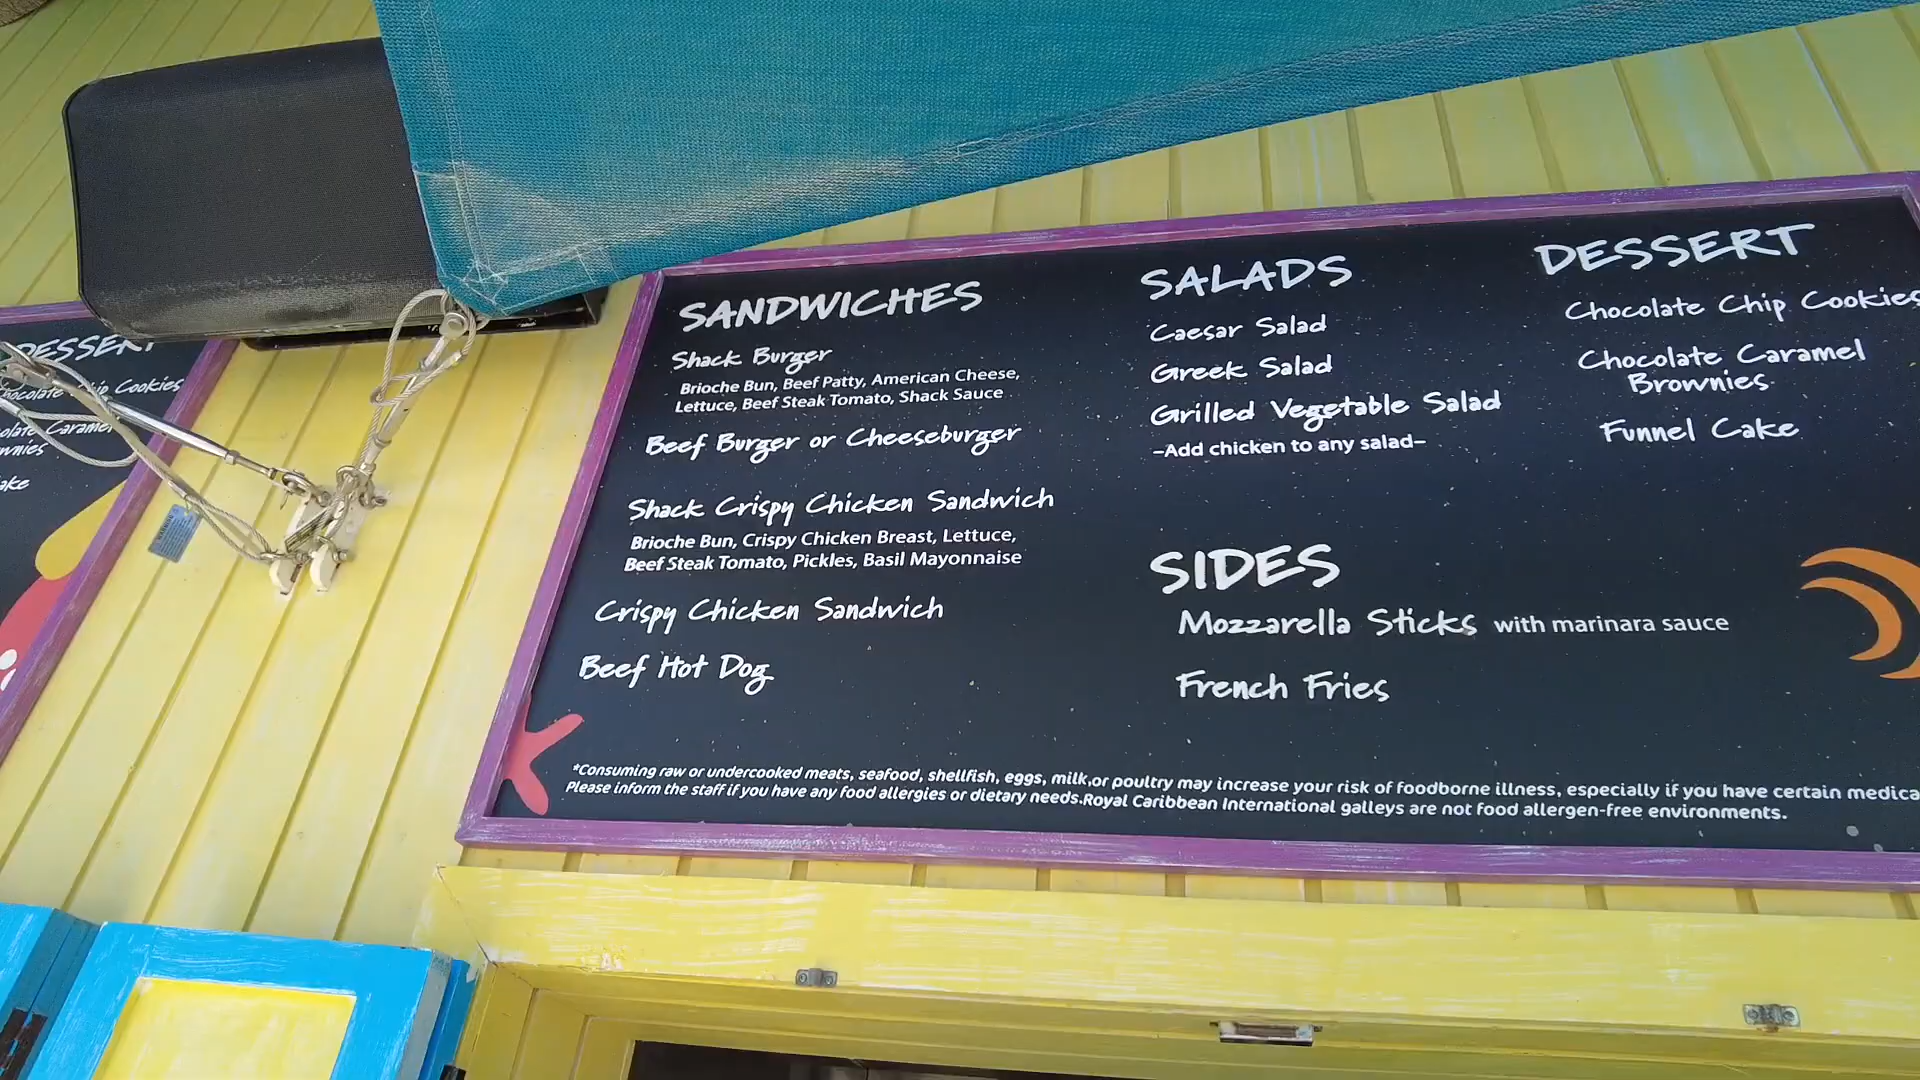 DESSERT
Chocolate Chip Cookies
Caramel
SANDWICHES
Shack Burger
Brioche Bun, Beef Patty, American Cheese,
Lettuce, Beef Steak Tomato, Shack Sauce
Beef Burger or Cheeseburger
Shack Crispy Chicken Sandwich
Brioche Bun, Crispy Chicken Breast, Lettuce,
Beef Steak Tomato, Pickles, Basil Mayonnaise
Crispy Chicken Sandwich
Beef Hot Dog
SALADS
Caesar Salad
Greek Salad
Grilled Vegetable Salad
–Add chicken to any salad–
SIDES
Mozzarella Sticks with marinara sauce
French Fries
DESSERT
Chocolate Chip Cookies
Chocolate Caramel
Brownies
Funnel Cake
*Consuming raw or undercooked meats, seafood, shellfish, eggs, milk,or poultry may increase your risk of foodborne illness, especially if you have certain medica
Please inform the staff if you have any food allergies or dietary needs.Royal Caribbean International galleys are not food allergen-free environments.